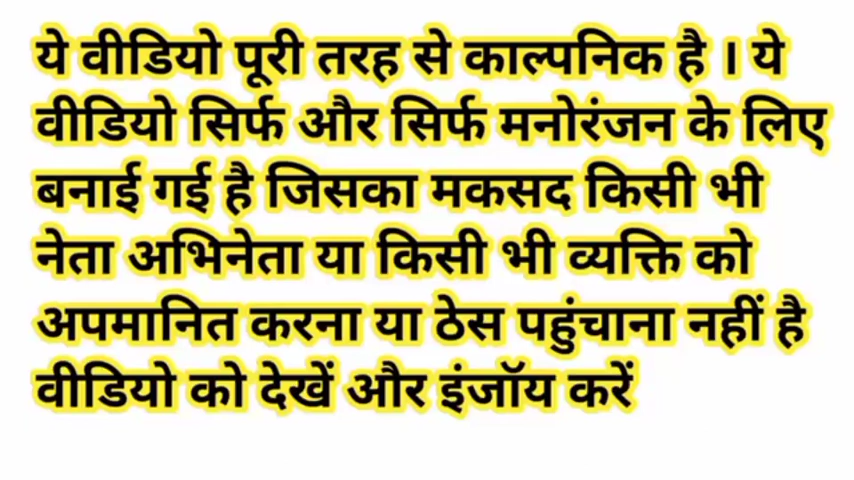 ये वीडियो पूरी तरह से काल्पनिक है । ये
वीडियो सिर्फ और सिर्फ मनोरंजन के लिए
बनाई गई है जिसका मकसद किसी भी
नेता अभिनेता या किसी भी व्यक्ति को
अपमानित करना या ठेस पहुंचाना नहीं है
वीडियो को देखें और इंजॉय करें